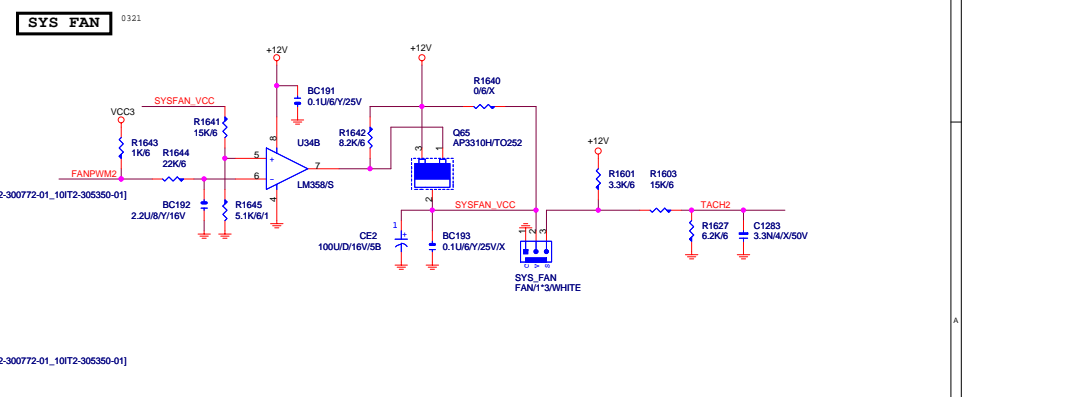 SYS FAN
0321
+12V
+12V
R1640
0/6/X
BC191
0.1U/6/Y/25V
SYSFAN_VCC
VCC3
R1641
15K/6
8
U34B
R1642
8.2K/6
3
1
Q65
AP3310H/TO252
R1643
1K/6
R1644
22K/6
5
+
7
+12V
FANPWM2
6
-
LM358/S
R1601
3.3K/6
R1603
15K/6
2-300772-01_10IT2-305350-01]
4
2
BC192
2.2U/8/Y/16V
R1645
5.1K/6/1
SYSFAN_VCC
TACH2
1
+
CE2
100U/D/16V/5B
BC193
0.1U/6/Y/25V/X
1
2
3
R1627
6.2K/6
C1283
3.3N/4/X/50V
SYS_FAN
FAN/1*3/WHITE
A
2-300772-01_10IT2-305350-01]